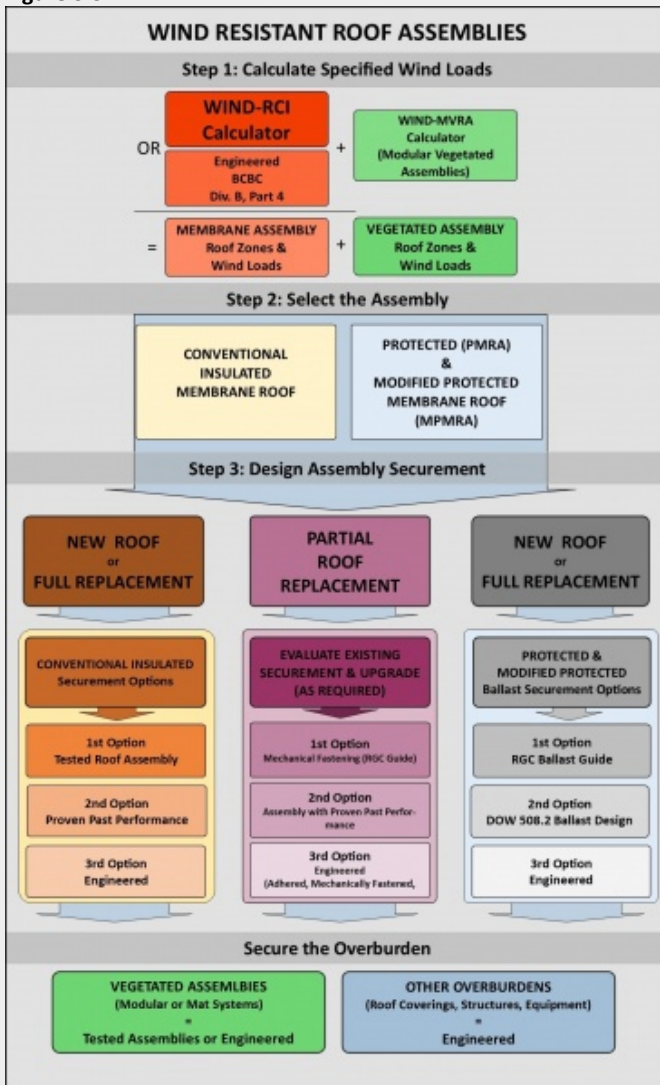 WIND RESISTANT ROOF ASSEMBLIES
Step 1: Calculate Specified Wind Loads
WIND-RCI
Calculator
OR
Engineered
BCBC
Div. B, Part 4
+
WIND-MVRA
Calculator
(Modular Vegetated
Assemblies)
=
MEMBRANE ASSEMBLY
Roof Zones &
Wind Loads
+
VEGETATED ASSEMBLY
Roof Zones &
Wind Loads
Step 2: Select the Assembly
CONVENTIONAL
INSULATED
MEMBRANE ROOF
PROTECTED (PMRA)
&
MODIFIED PROTECTED
MEMBRANE ROOF
(MPMRA)
Step 3: Design Assembly Securement
NEW ROOF
or
FULL REPLACEMENT
PARTIAL
ROOF
REPLACEMENT
NEW ROOF
or
FULL REPLACEMENT
CONVENTIONAL INSULATED
Securement Options
1st Option
Tested Roof Assembly
2nd Option
Proven Past Performance
3rd Option
Engineered
EVALUATE EXISTING
SECUREMENT & UPGRADE
(AS REQUIRED)
1st Option
Mechanical Fastening (RGC Guide)
2nd Option
Assembly with Proven Past Perfor-
mance
3rd Option
Engineered
(Adhered, Mechanically Fastened,
PROTECTED &
MODIFIED PROTECTED
Ballast Securement Options
1st Option
RGC Ballast Guide
2nd Option
DOW 508.2 Ballast Design
3rd Option
Engineered
Secure the Overburden
VEGETATED ASSEMLBIES
(Modular or Mat Systems)
=
Tested Assemblies or Engineered
OTHER OVERBURDENS
(Roof Coverings, Structures, Equipment)
=
Engineered